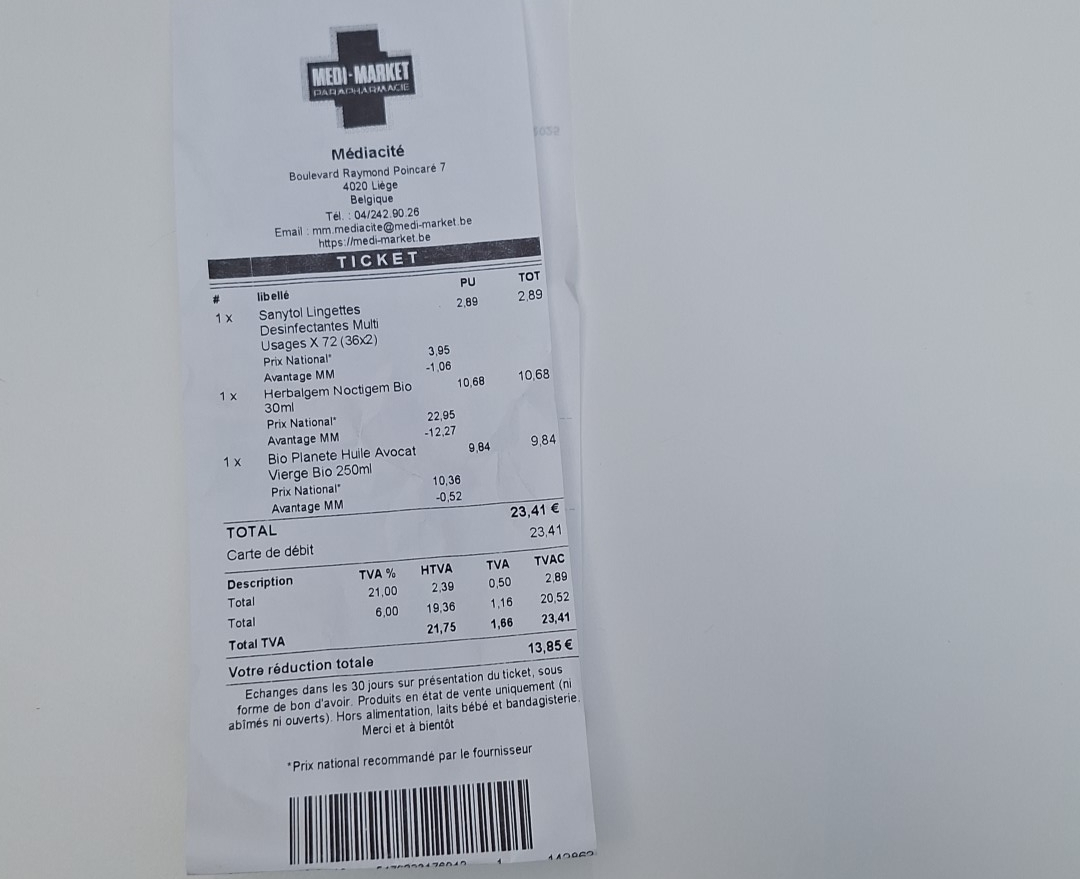 MEDI-MARKET
PARAPHARMACIE
Médiacité
Boulevard Raymond Poincaré 7
4020 Liège
Belgique
Tél. : 04/242.90.26
Email : mm.mediacite@medi-market.be
https://medi-market.be
TICKET
# libellé PU TOT
1 x Sanytol Lingettes 2,89 2,89
Desinfectantes Multi
Usages X 72 (36x2)
Prix National* 3,95
Avantage MM -1,06
1 x Herbalgem Noctigem Bio 10,68 10,68
30ml
Prix National* 22,95
Avantage MM -12,27
1 x Bio Planete Huile Avocat 9,84 9,84
Vierge Bio 250ml
Prix National* 10,36
Avantage MM -0,52
TOTAL 23,41 €
Carte de débit 23,41
Description TVA % HTVA TVA TVAC
Total 21,00 2,39 0,50 2,89
Total 6,00 19,36 1,16 20,52
Total TVA 21,75 1,66 23,41
Votre réduction totale 13,85 €
Echanges dans les 30 jours sur présentation du ticket, sous
forme de bon d'avoir. Produits en état de vente uniquement (ni
abîmés ni ouverts). Hors alimentation, laits bébé et bandagisterie.
Merci et à bientôt
*Prix national recommandé par le fournisseur